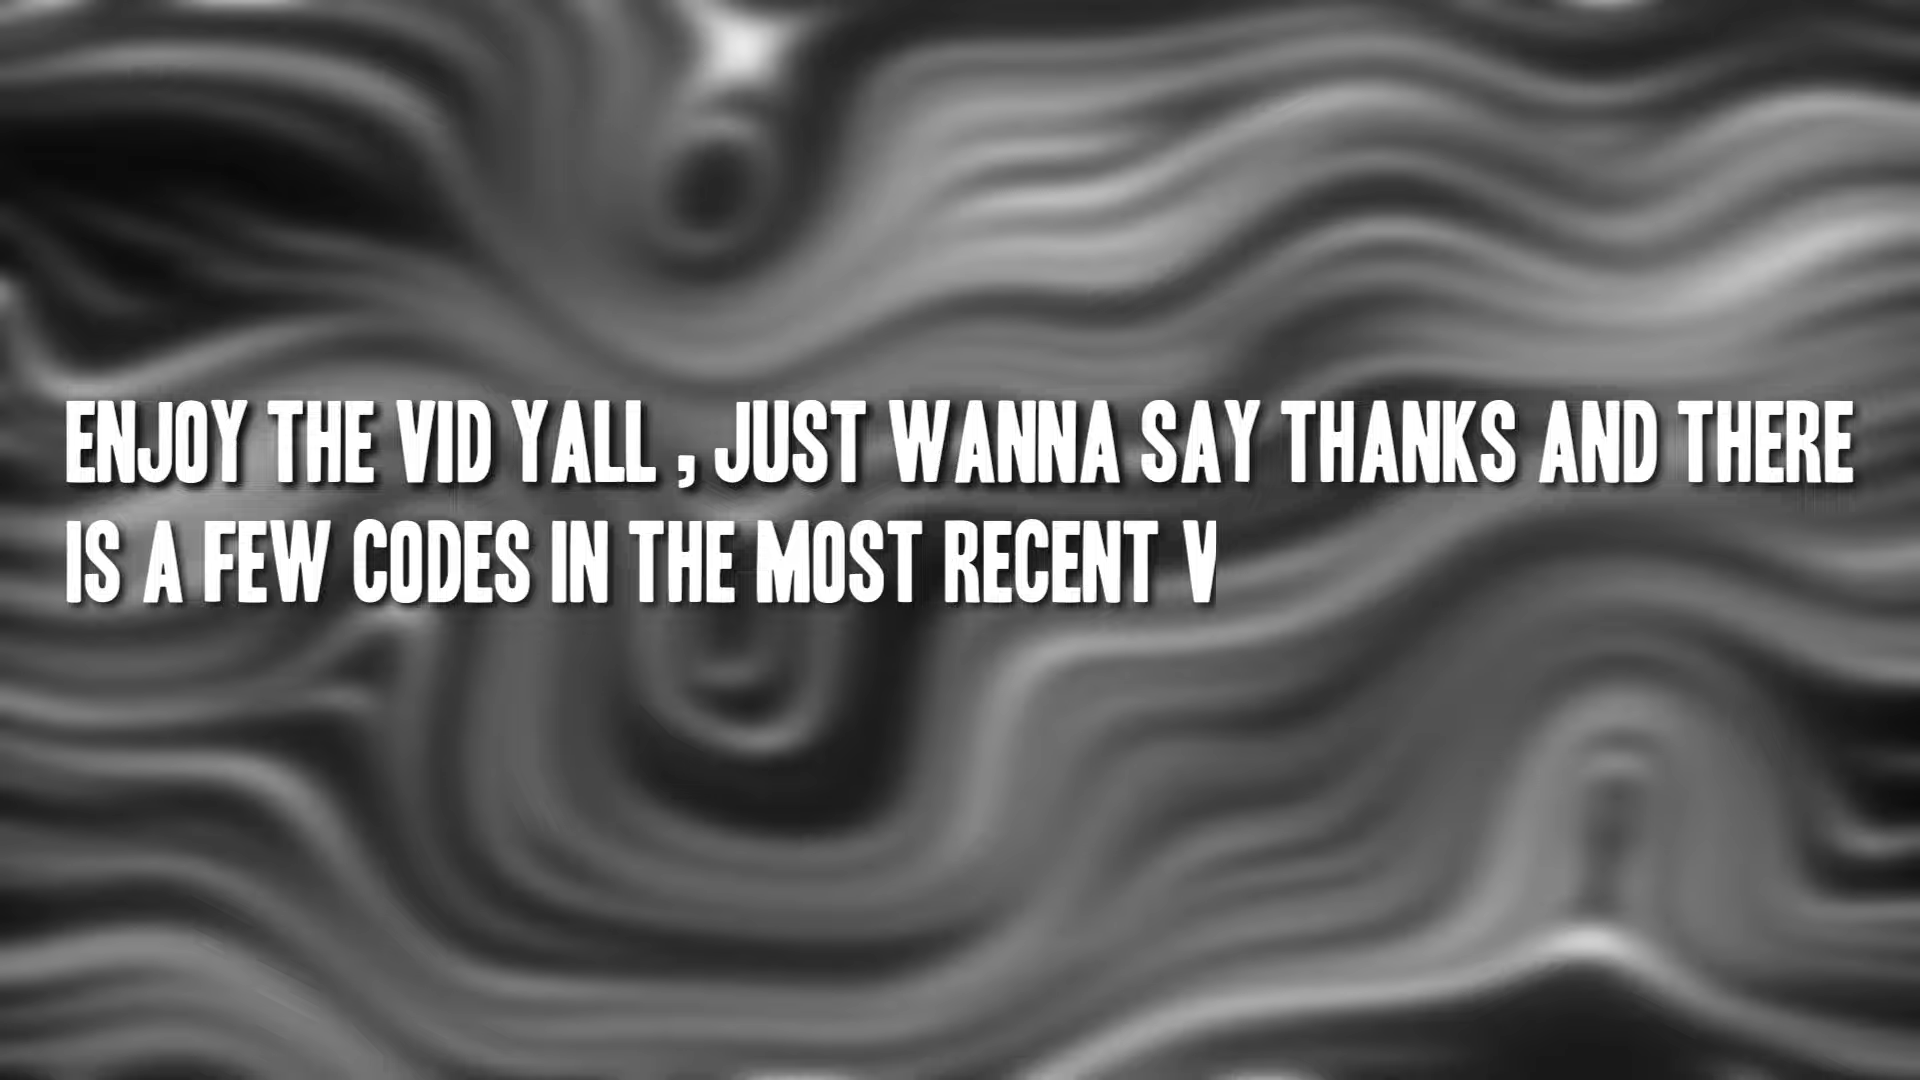 ENJOY THE VID YALL , JUST WANNA SAY THANKS AND THERE
IS A FEW CODES IN THE MOST RECENT V